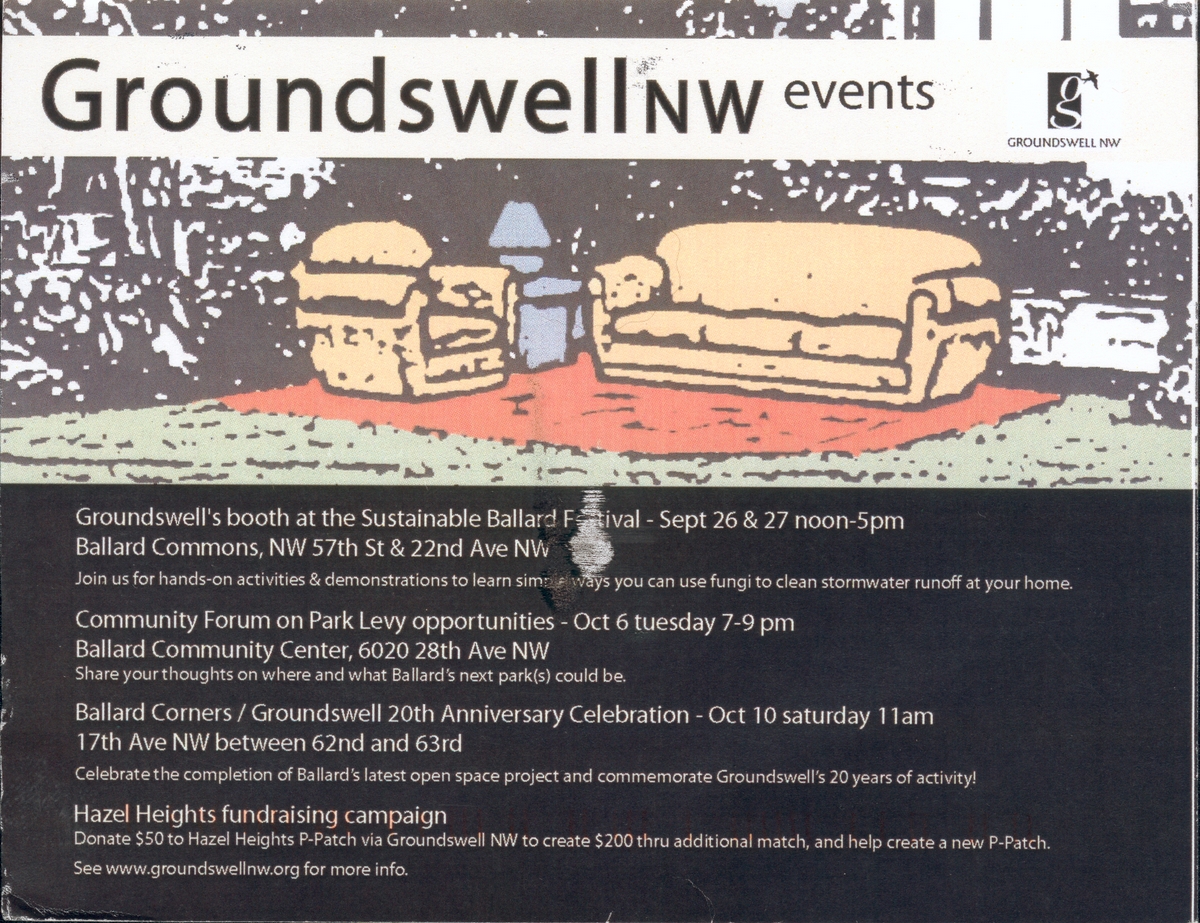 GroundswellNW events
g
GROUNDSWELL NW
Groundswell's booth at the Sustainable Ballard Festival - Sept 26 & 27 noon-5pm
Ballard Commons, NW 57th St & 22nd Ave NW
Join us for hands-on activities & demonstrations to learn simple ways you can use fungi to clean stormwater runoff at your home.
Community Forum on Park Levy opportunities - Oct 6 tuesday 7-9 pm
Ballard Community Center, 6020 28th Ave NW
Share your thoughts on where and what Ballard's next park(s) could be.
Ballard Corners / Groundswell 20th Anniversary Celebration - Oct 10 saturday 11am
17th Ave NW between 62nd and 63rd
Celebrate the completion of Ballard's latest open space project and commemorate Groundswell's 20 years of activity!
Hazel Heights fundraising campaign
Donate $50 to Hazel Heights P-Patch via Groundswell NW to create $200 thru additional match, and help create a new P-Patch.
See www.groundswellnw.org for more info.